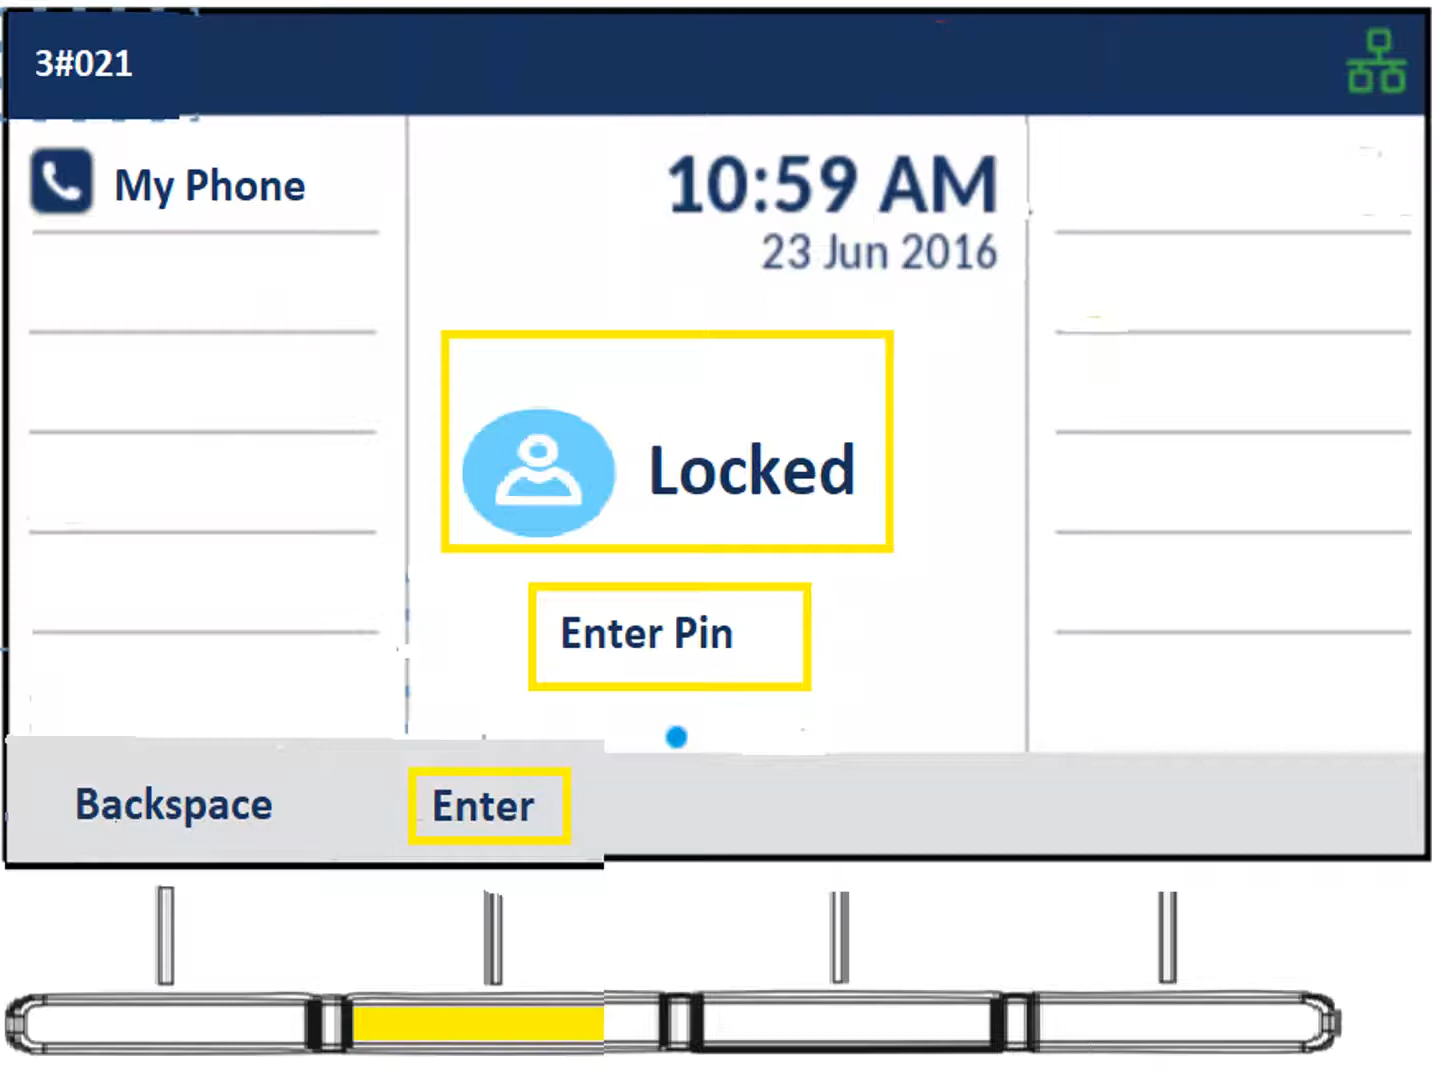 3#021
My Phone
10:59 AM
23 Jun 2016
Locked
Enter Pin
Backspace
Enter